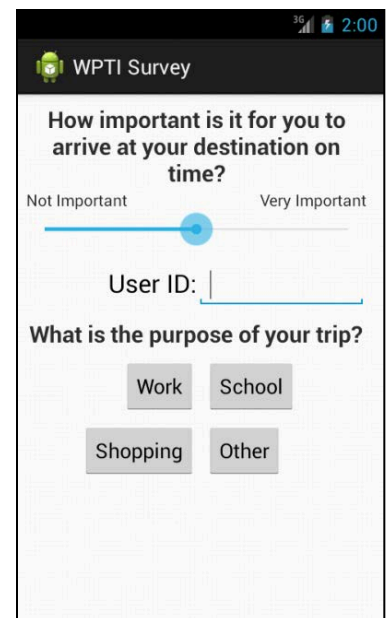 3G 2:00
WPTI Survey
How important is it for you to
arrive at your destination on
time?
Not Important Very Important
User ID:
What is the purpose of your trip?
Work School
Shopping Other